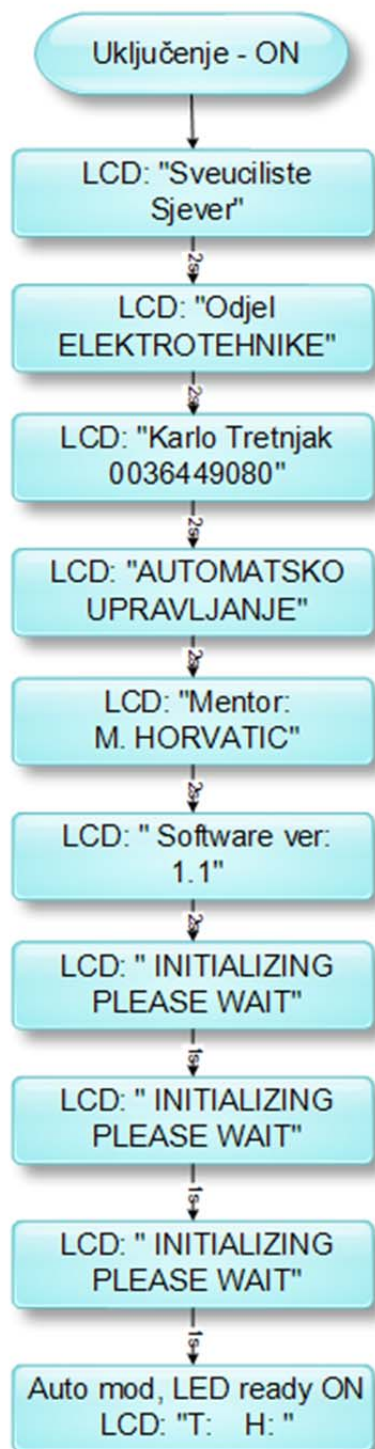 Uključenje - ON
LCD: "Sveuciliste
Sjever"
2s
LCD: "Odjel
ELEKTROTEHNIKE"
2s
LCD: "Karlo Tretnjak
0036449080"
2s
LCD: "AUTOMATSKO
UPRAVLJANJE"
2s
LCD: "Mentor:
M. HORVATIC"
2s
LCD: " Software ver:
1.1"
2s
LCD: " INITIALIZING
PLEASE WAIT"
1s
LCD: " INITIALIZING
PLEASE WAIT"
1s
LCD: " INITIALIZING
PLEASE WAIT"
1s
Auto mod, LED ready ON
LCD: "T:    H: "